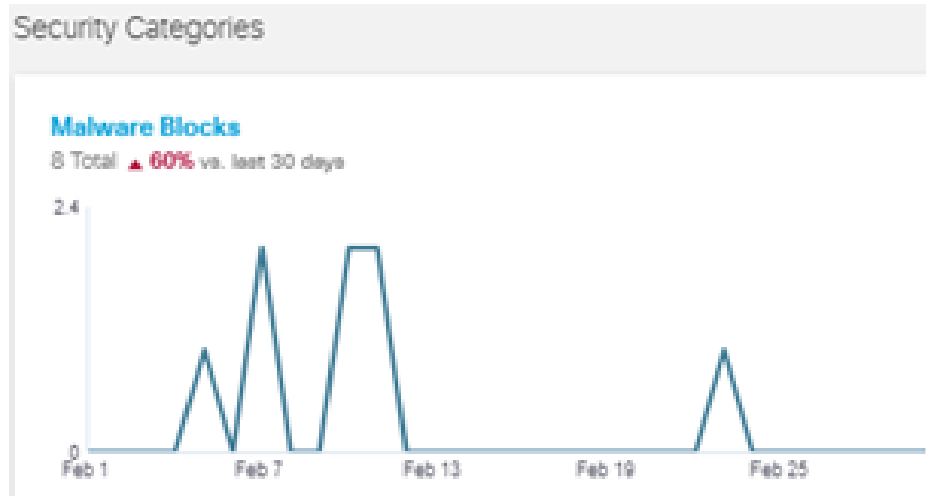 Security Categories
Malware Blocks
8 Total ▲ 60% vs. last 30 days
2.4
0
Feb 1 Feb 7 Feb 13 Feb 19 Feb 25